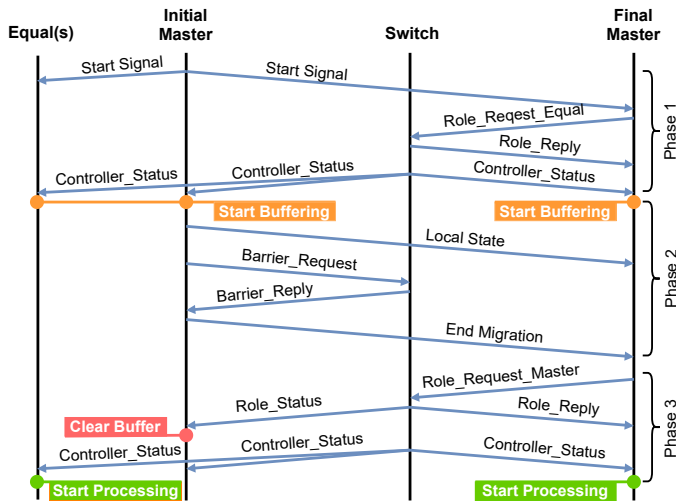 Equal(s)
Initial
Master
Switch
Final
Master
Start Signal
Start Signal
Role_Reqest_Equal
Role_Reply
Controller_Status
Controller_Status
Controller_Status
Phase 1
Start Buffering
Start Buffering
Local State
Barrier_Request
Barrier_Reply
End Migration
Phase 2
Role_Request_Master
Role_Status
Role_Reply
Clear Buffer
Controller_Status
Controller_Status
Controller_Status
Phase 3
Start Processing
Start Processing